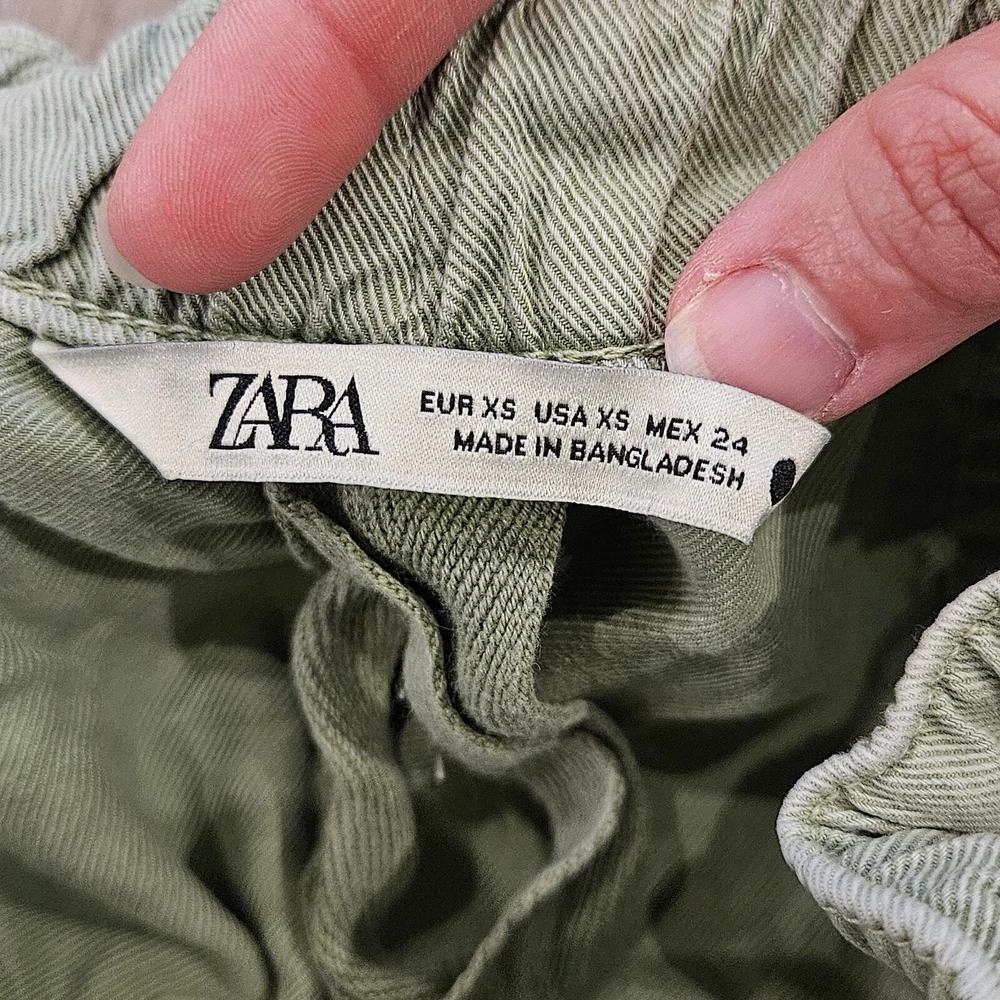 ZARA
EUR XS USA XS MEX 24
MADE IN BANGLADESH